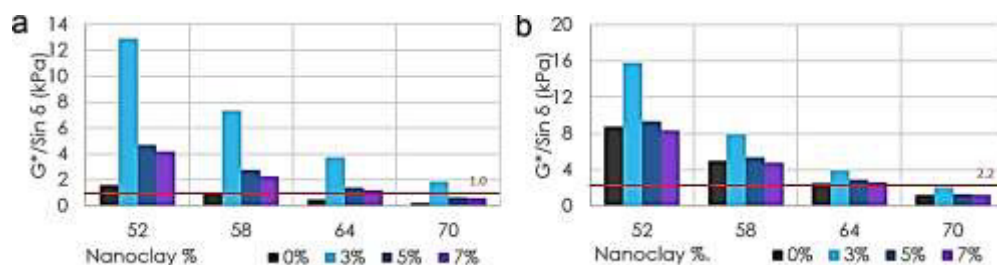 a
G*/Sin δ (kPa)
14
12
10
8
6
4
2
0
1.0
52 58 64 70
Nanoclay % 0% 3% 5% 7%
b
G*/Sin δ (kPa)
20
16
12
8
4
0
2.2
52 58 64 70
Nanoclay %. 0% 3% 5% 7%